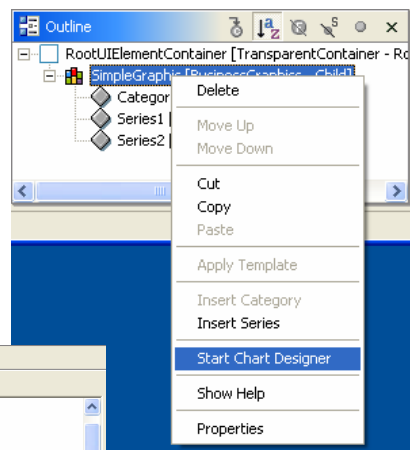 Outline
RootUIElementContainer [TransparentContainer - Ro
SimpleGraphic [BusinessGraphics - Child]
Categor
Series1 [
Series2 [
Delete
Move Up
Move Down
Cut
Copy
Paste
Apply Template
Insert Category
Insert Series
Start Chart Designer
Show Help
Properties